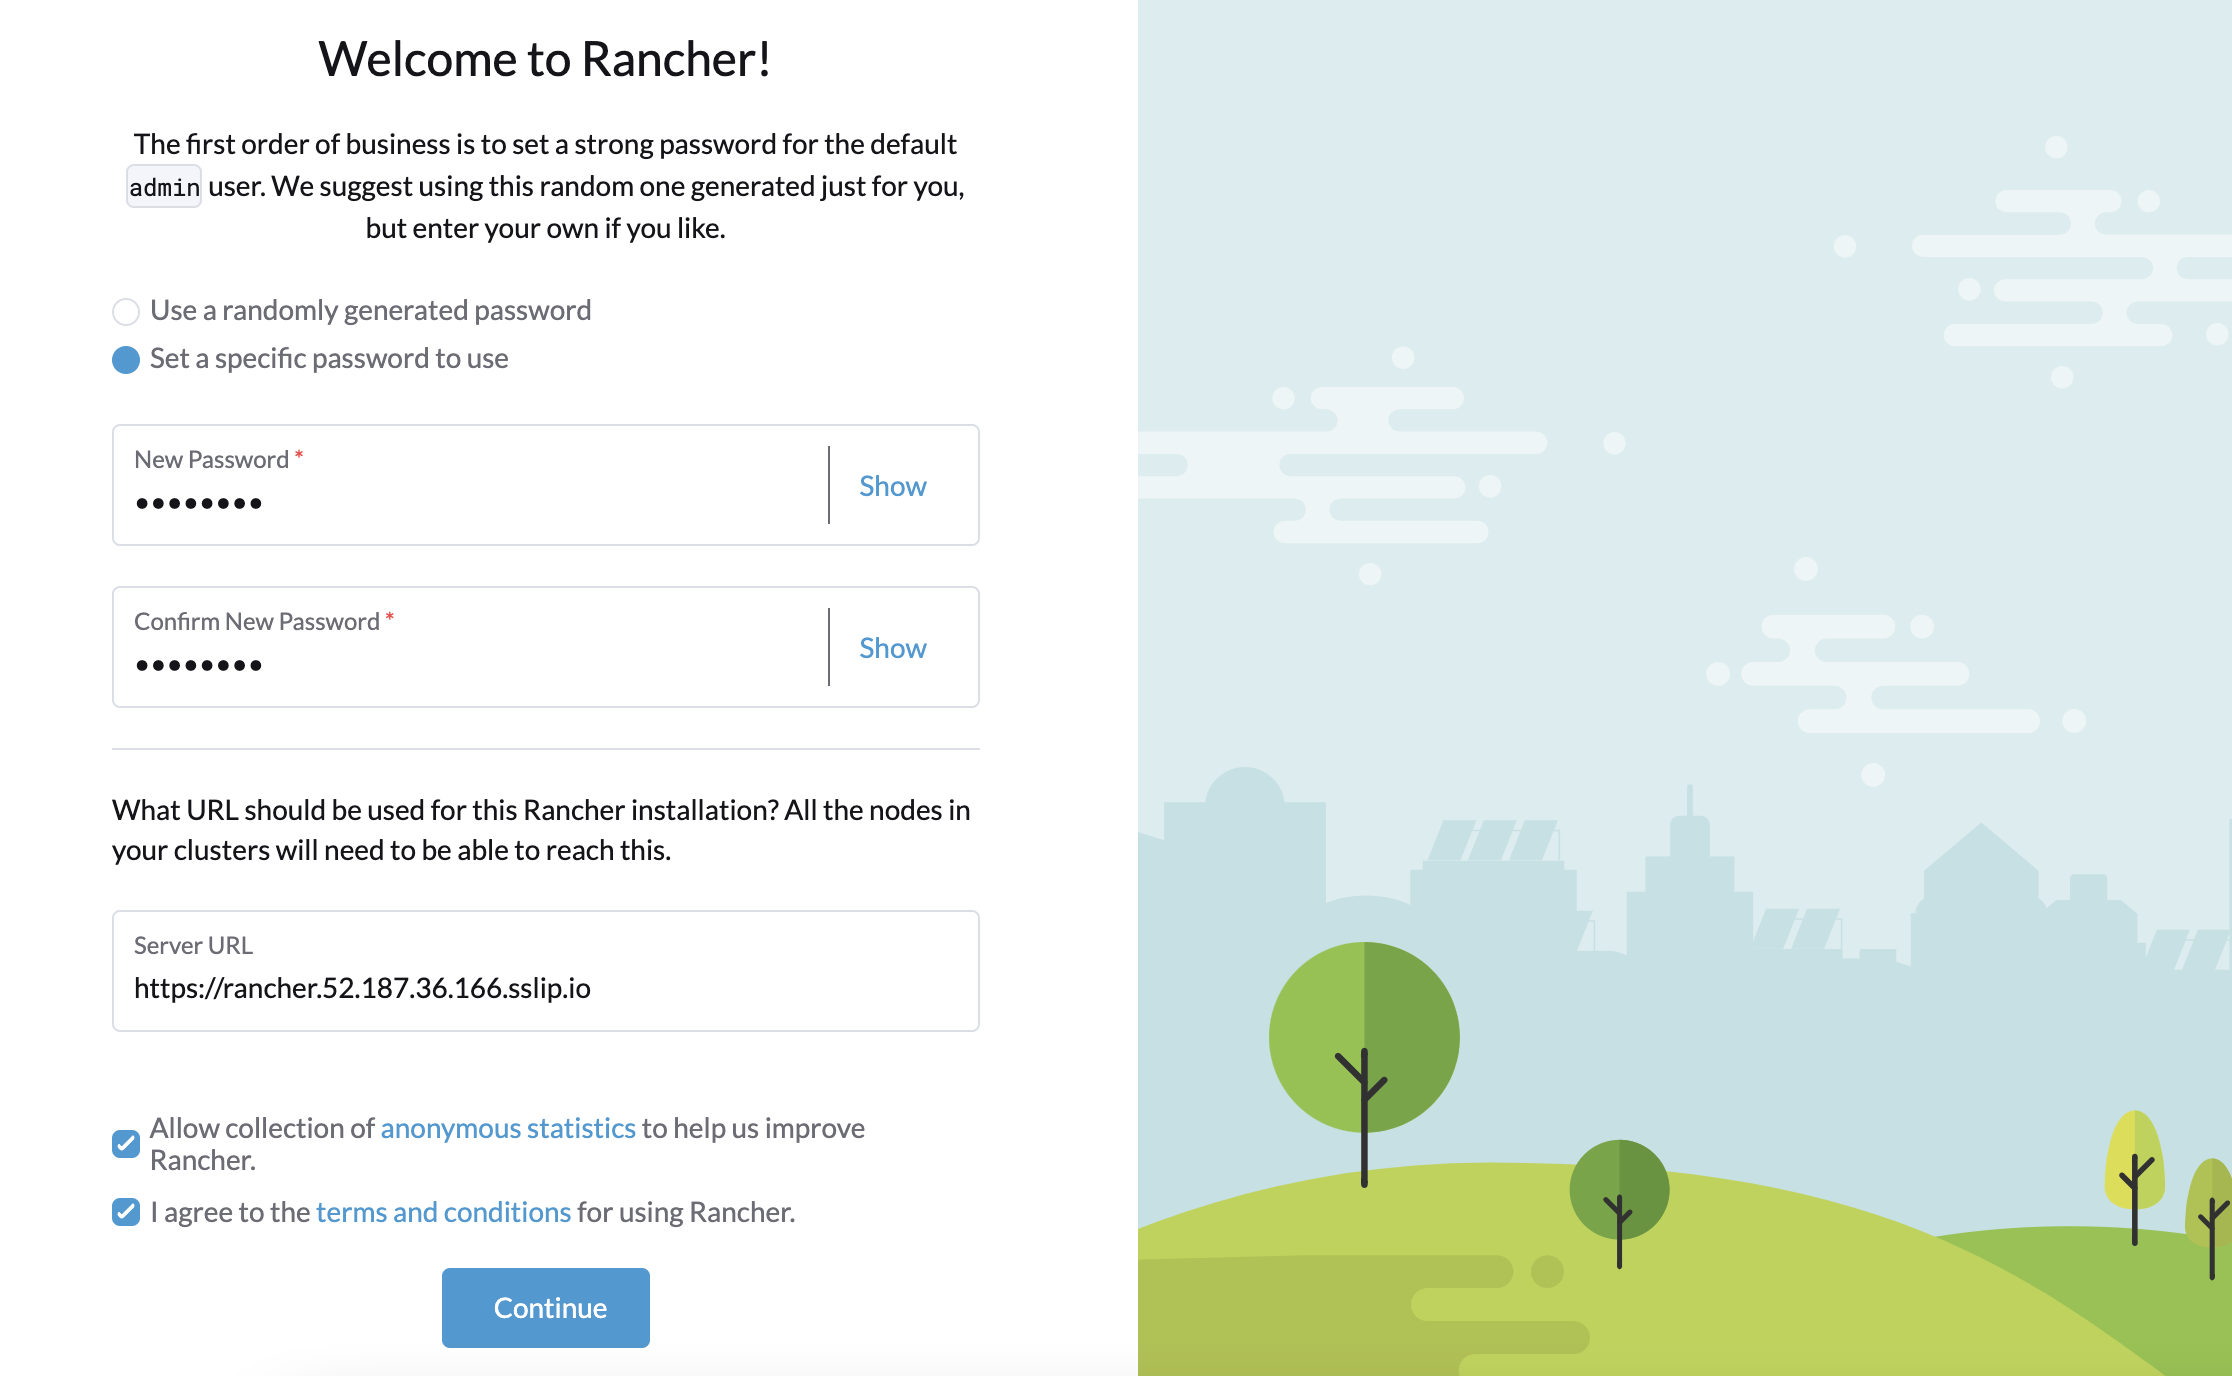 Welcome to Rancher!
The first order of business is to set a strong password for the default
admin user. We suggest using this random one generated just for you,
but enter your own if you like.
Use a randomly generated password
Set a specific password to use
New Password *
••••••••
Show
Confirm New Password *
••••••••
Show
What URL should be used for this Rancher installation? All the nodes in
your clusters will need to be able to reach this.
Server URL
https://rancher.52.187.36.166.sslip.io
Allow collection of anonymous statistics to help us improve
Rancher.
I agree to the terms and conditions for using Rancher.
Continue